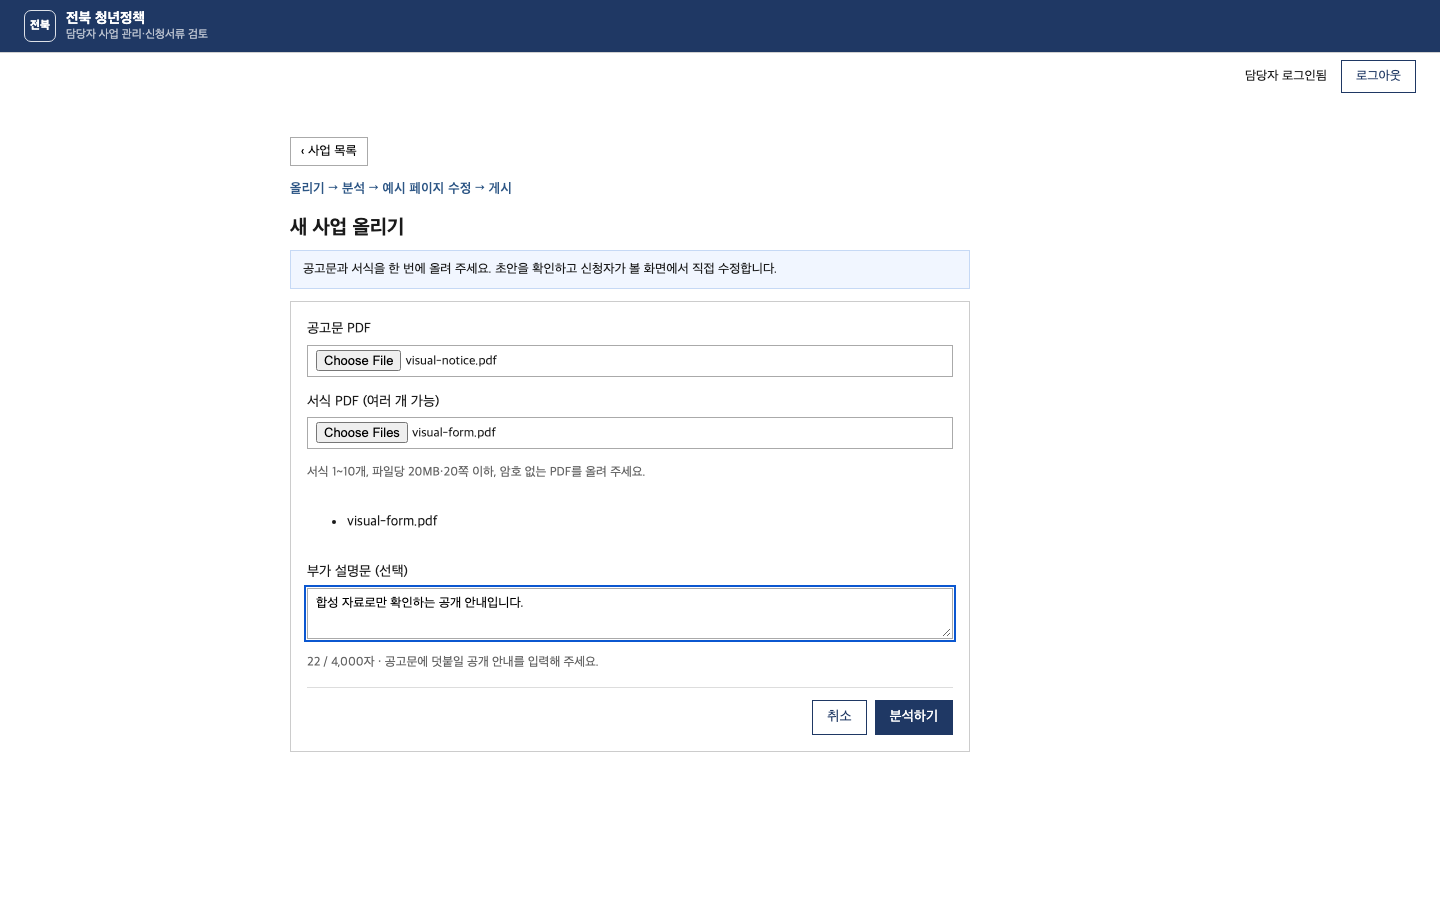 전북
전북 청년정책
담당자 사업 관리·신청서류 검토
담당자 로그인됨
로그아웃
‹ 사업 목록
올리기 → 분석 → 예시 페이지 수정 → 게시
새 사업 올리기
공고문과 서식을 한 번에 올려 주세요. 초안을 확인하고 신청자가 볼 화면에서 직접 수정합니다.
공고문 PDF
Choose File visual-notice.pdf
서식 PDF (여러 개 가능)
Choose Files visual-form.pdf
서식 1~10개, 파일당 20MB·20쪽 이하, 암호 없는 PDF를 올려 주세요.
• visual-form.pdf
부가 설명문 (선택)
합성 자료로만 확인하는 공개 안내입니다.
22 / 4,000자 · 공고문에 덧붙일 공개 안내를 입력해 주세요.
취소
분석하기